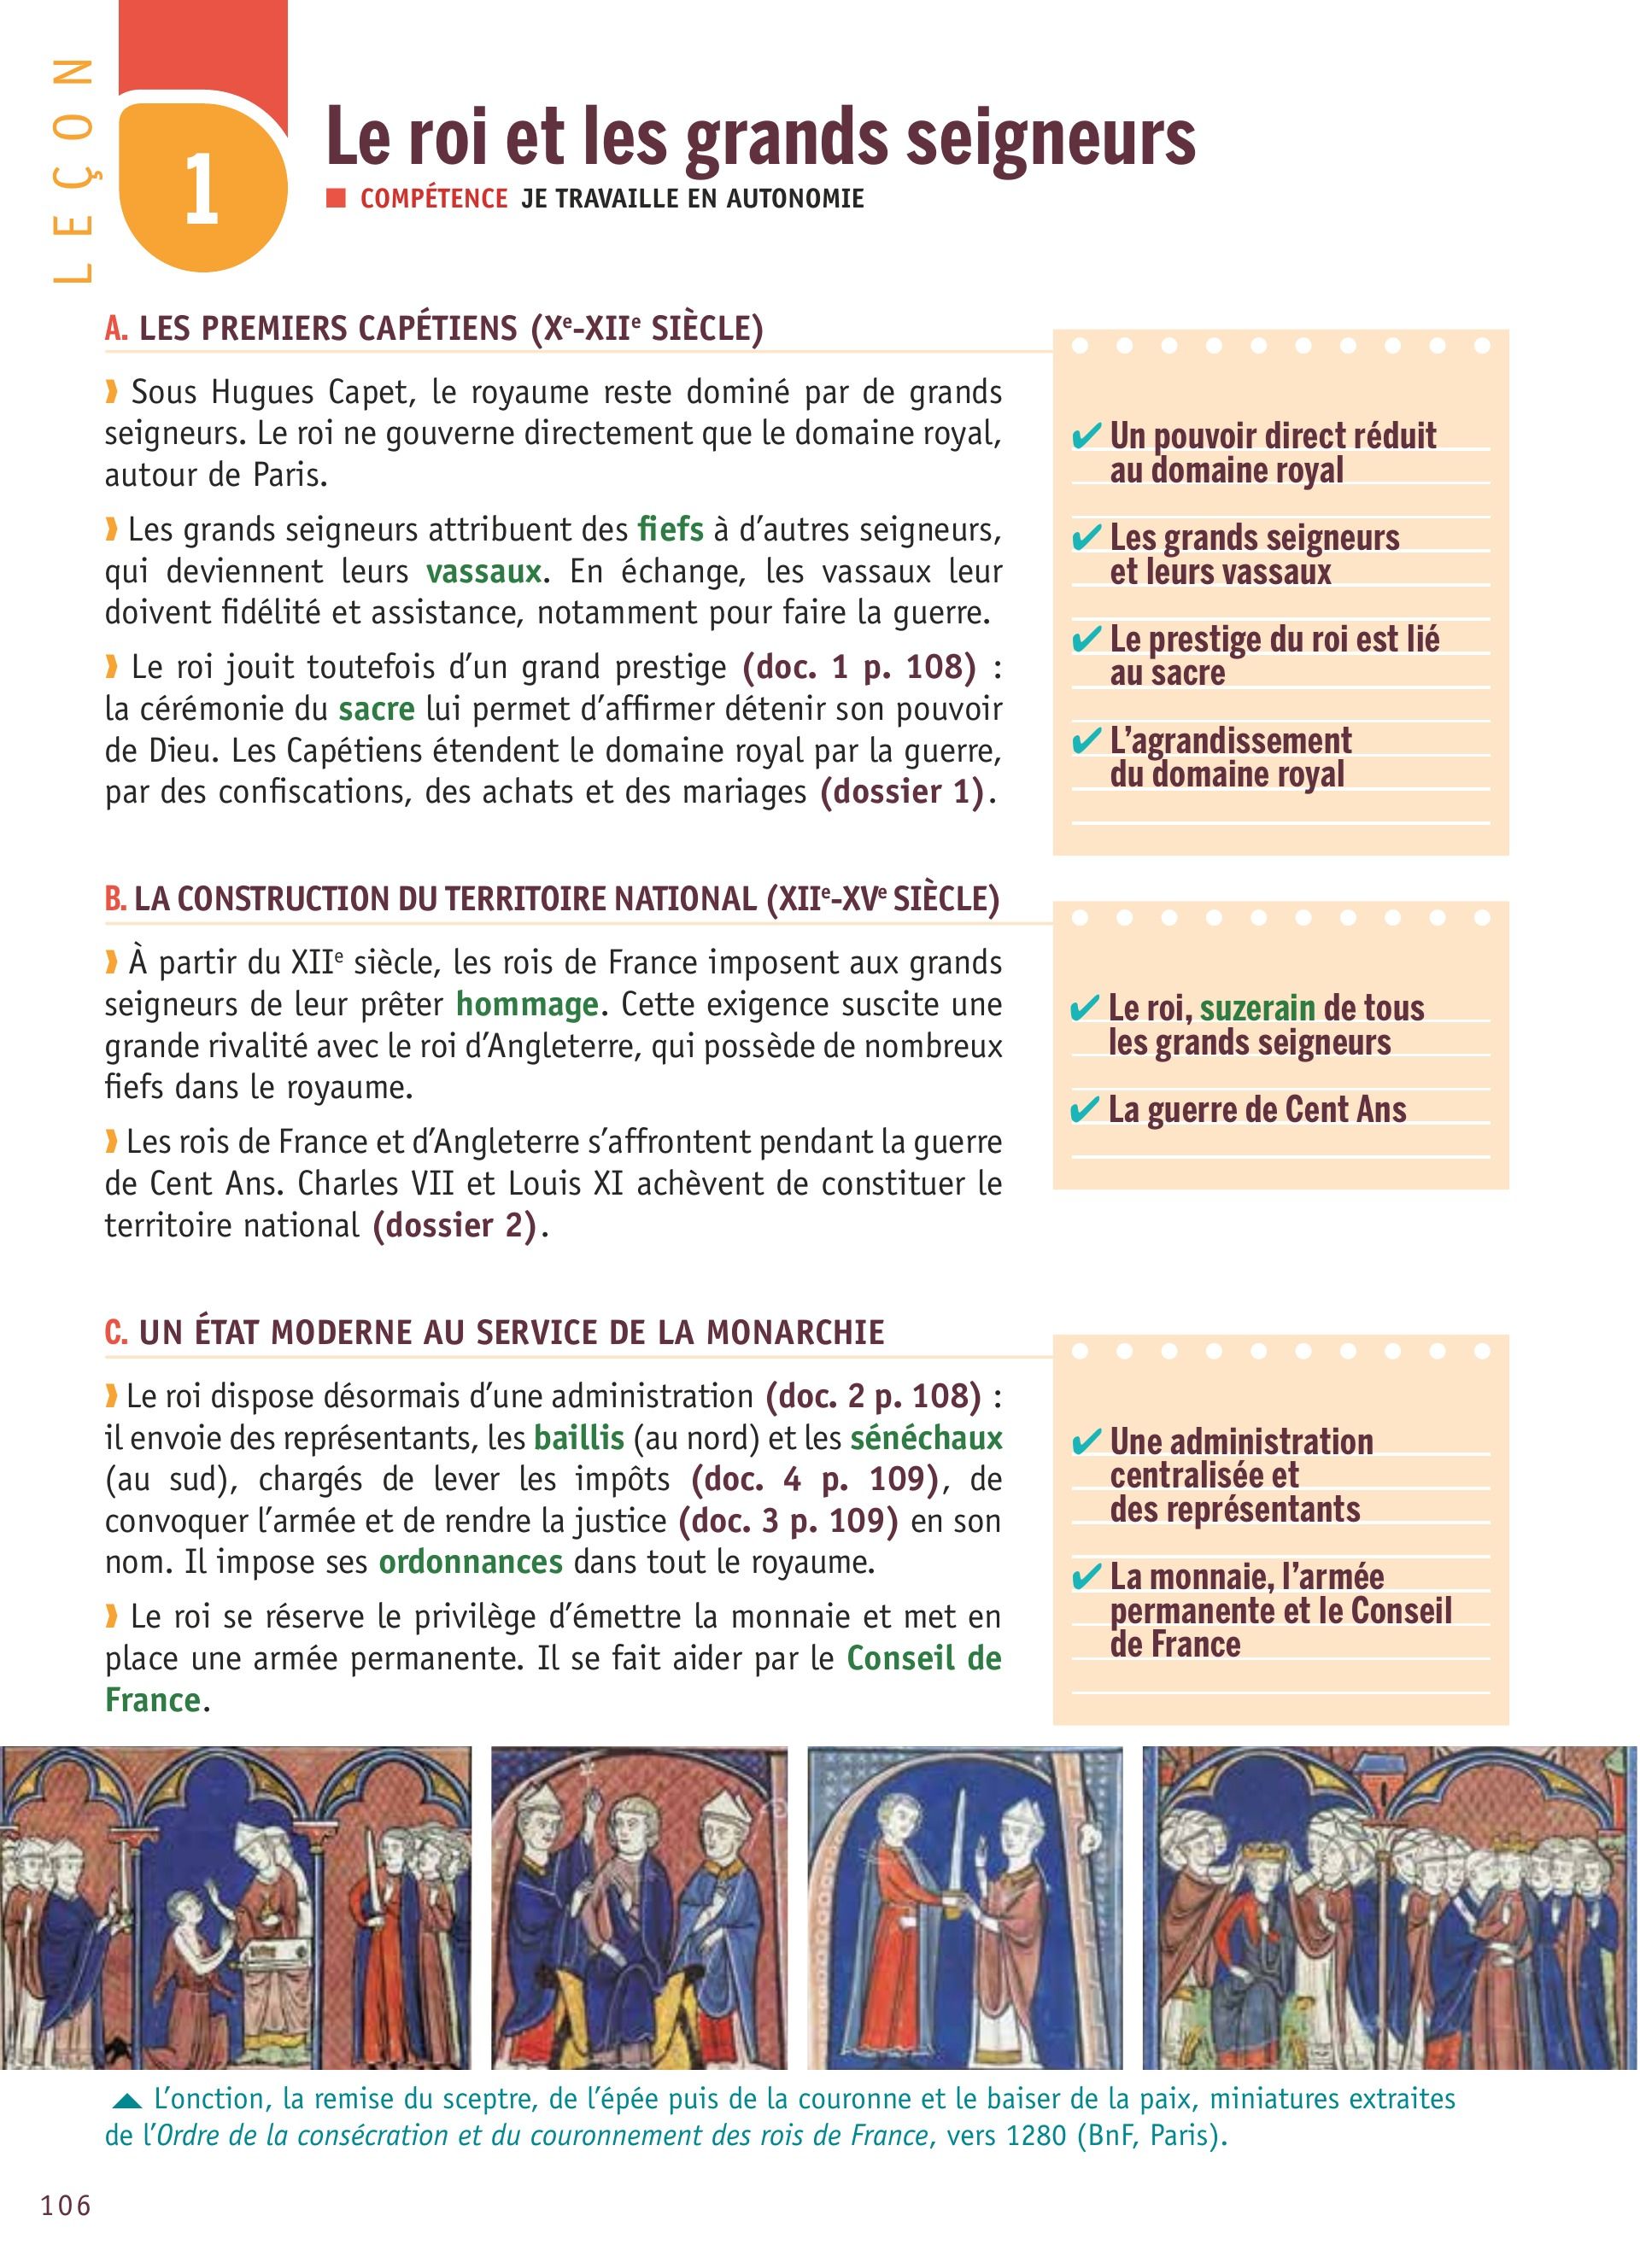 LEÇON
1
Le roi et les grands seigneurs
■ COMPÉTENCE JE TRAVAILLE EN AUTONOMIE
A. LES PREMIERS CAPÉTIENS (Xe-XIIe SIÈCLE)
❱ Sous Hugues Capet, le royaume reste dominé par de grands
seigneurs. Le roi ne gouverne directement que le domaine royal,
autour de Paris.
❱ Les grands seigneurs attribuent des fiefs à d’autres seigneurs,
qui deviennent leurs vassaux. En échange, les vassaux leur
doivent fidélité et assistance, notamment pour faire la guerre.
❱ Le roi jouit toutefois d’un grand prestige (doc. 1 p. 108) :
la cérémonie du sacre lui permet d’affirmer détenir son pouvoir
de Dieu. Les Capétiens étendent le domaine royal par la guerre,
par des confiscations, des achats et des mariages (dossier 1).
✔ Un pouvoir direct réduit
au domaine royal
✔ Les grands seigneurs
et leurs vassaux
✔ Le prestige du roi est lié
au sacre
✔ L’agrandissement
du domaine royal
B. LA CONSTRUCTION DU TERRITOIRE NATIONAL (XIIe-XVe SIÈCLE)
❱ À partir du XIIe siècle, les rois de France imposent aux grands
seigneurs de leur prêter hommage. Cette exigence suscite une
grande rivalité avec le roi d’Angleterre, qui possède de nombreux
fiefs dans le royaume.
❱ Les rois de France et d’Angleterre s’affrontent pendant la guerre
de Cent Ans. Charles VII et Louis XI achèvent de constituer le
territoire national (dossier 2).
✔ Le roi, suzerain de tous
les grands seigneurs
✔ La guerre de Cent Ans
C. UN ÉTAT MODERNE AU SERVICE DE LA MONARCHIE
❱ Le roi dispose désormais d’une administration (doc. 2 p. 108) :
il envoie des représentants, les baillis (au nord) et les sénéchaux
(au sud), chargés de lever les impôts (doc. 4 p. 109), de
convoquer l’armée et de rendre la justice (doc. 3 p. 109) en son
nom. Il impose ses ordonnances dans tout le royaume.
❱ Le roi se réserve le privilège d’émettre la monnaie et met en
place une armée permanente. Il se fait aider par le Conseil de
France.
✔ Une administration
centralisée et
des représentants
✔ La monnaie, l’armée
permanente et le Conseil
de France
▲ L’onction, la remise du sceptre, de l’épée puis de la couronne et le baiser de la paix, miniatures extraites
de l’Ordre de la consécration et du couronnement des rois de France, vers 1280 (BnF, Paris).
106